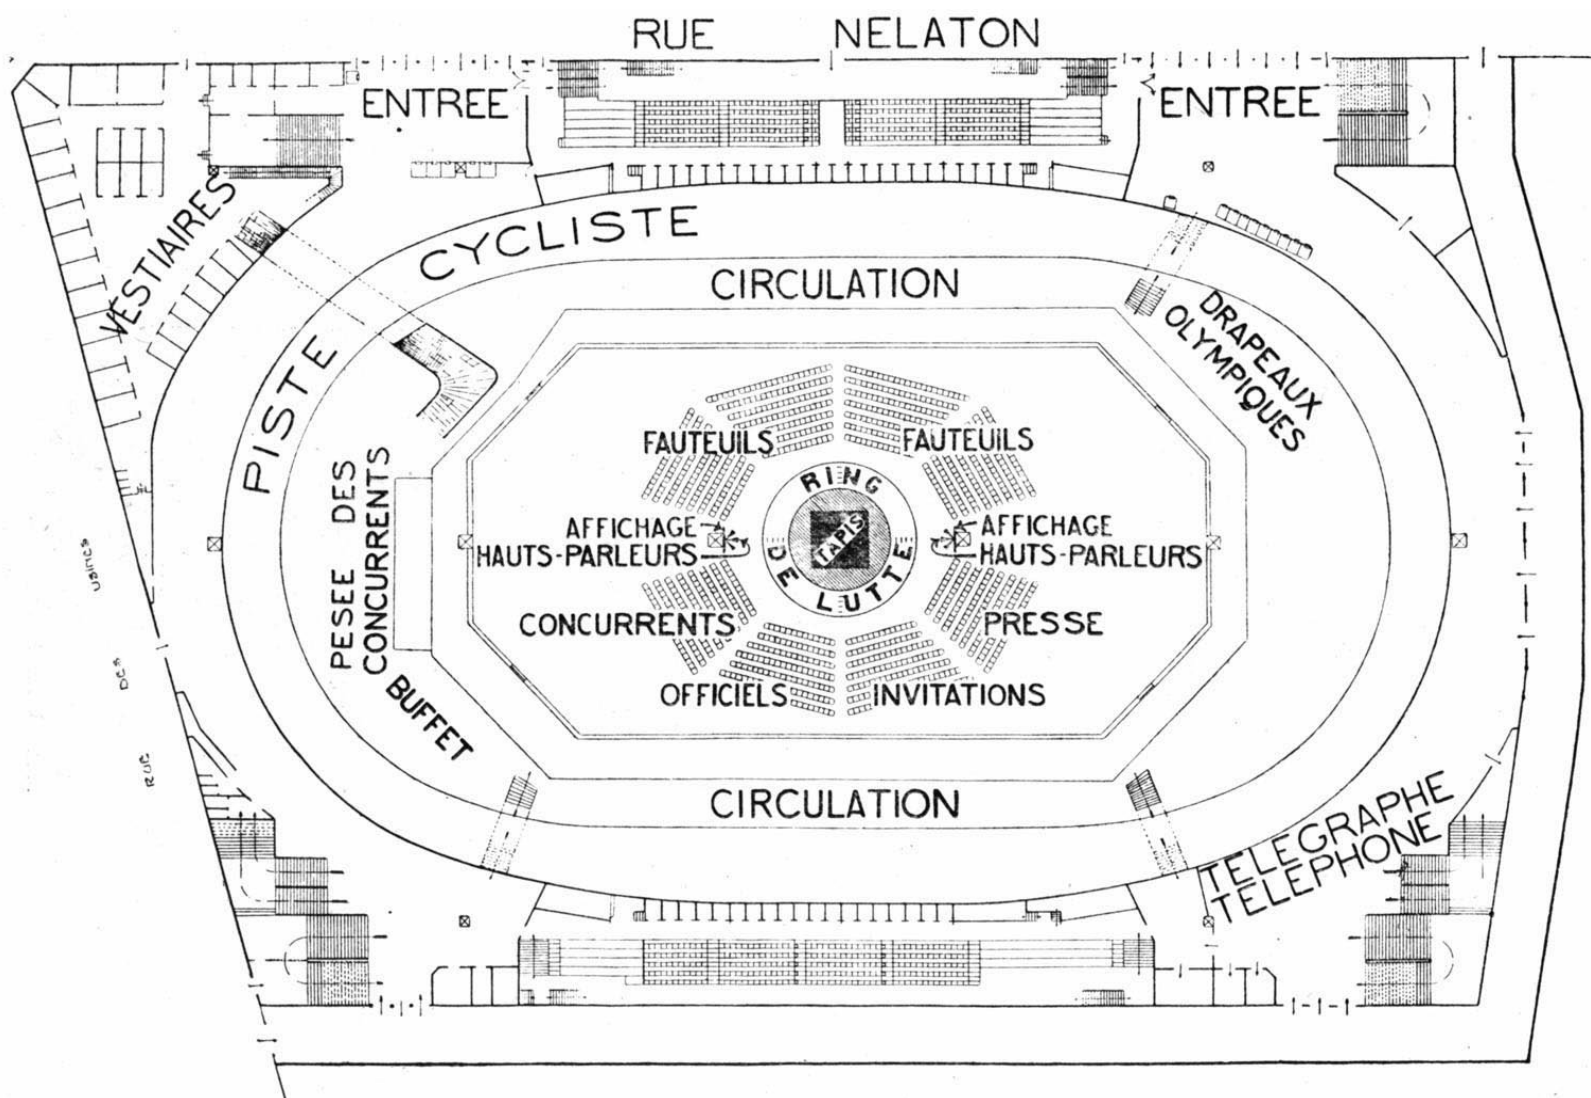 RUE NELATON
ENTREE
ENTREE
VESTIAIRES
PISTE CYCLISTE
CIRCULATION
DRAPEAUX
OLYMPIQUES
FAUTEUILS
FAUTEUILS
PESEE DES
CONCURRENTS
RING
DE LUTTE
TAPIS
AFFICHAGE
HAUTS-PARLEURS
AFFICHAGE
HAUTS-PARLEURS
CONCURRENTS
PRESSE
OFFICIELS
INVITATIONS
BUFFET
CIRCULATION
TELEGRAPHE
TELEPHONE
RUE DES USINES